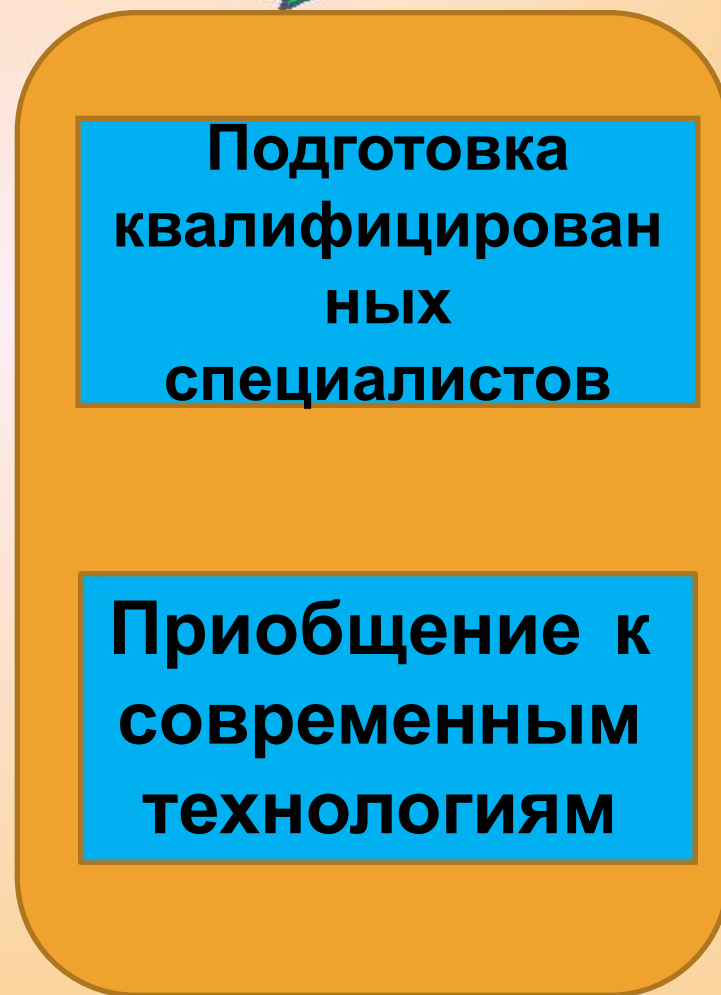 Подготовка
квалифицирован
ных
специалистов
Приобщение к
современным
технологиям